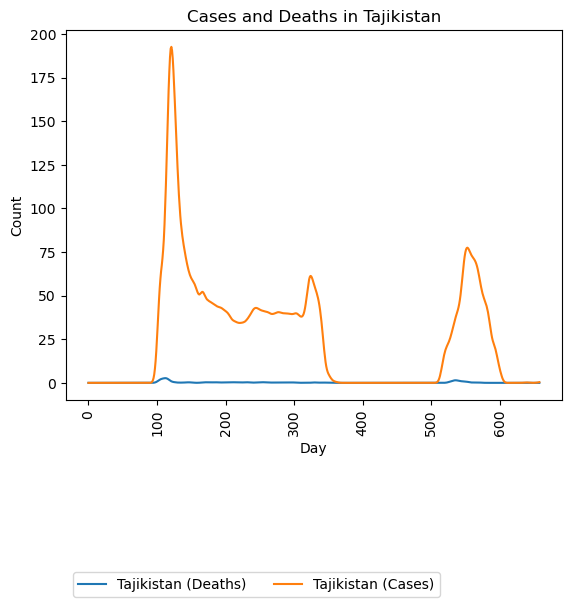 Cases and Deaths in Tajikistan
200
175
150
125
100
75
50
25
0
Count
0 100 200 300 400 500 600
Day
Tajikistan (Deaths) Tajikistan (Cases)